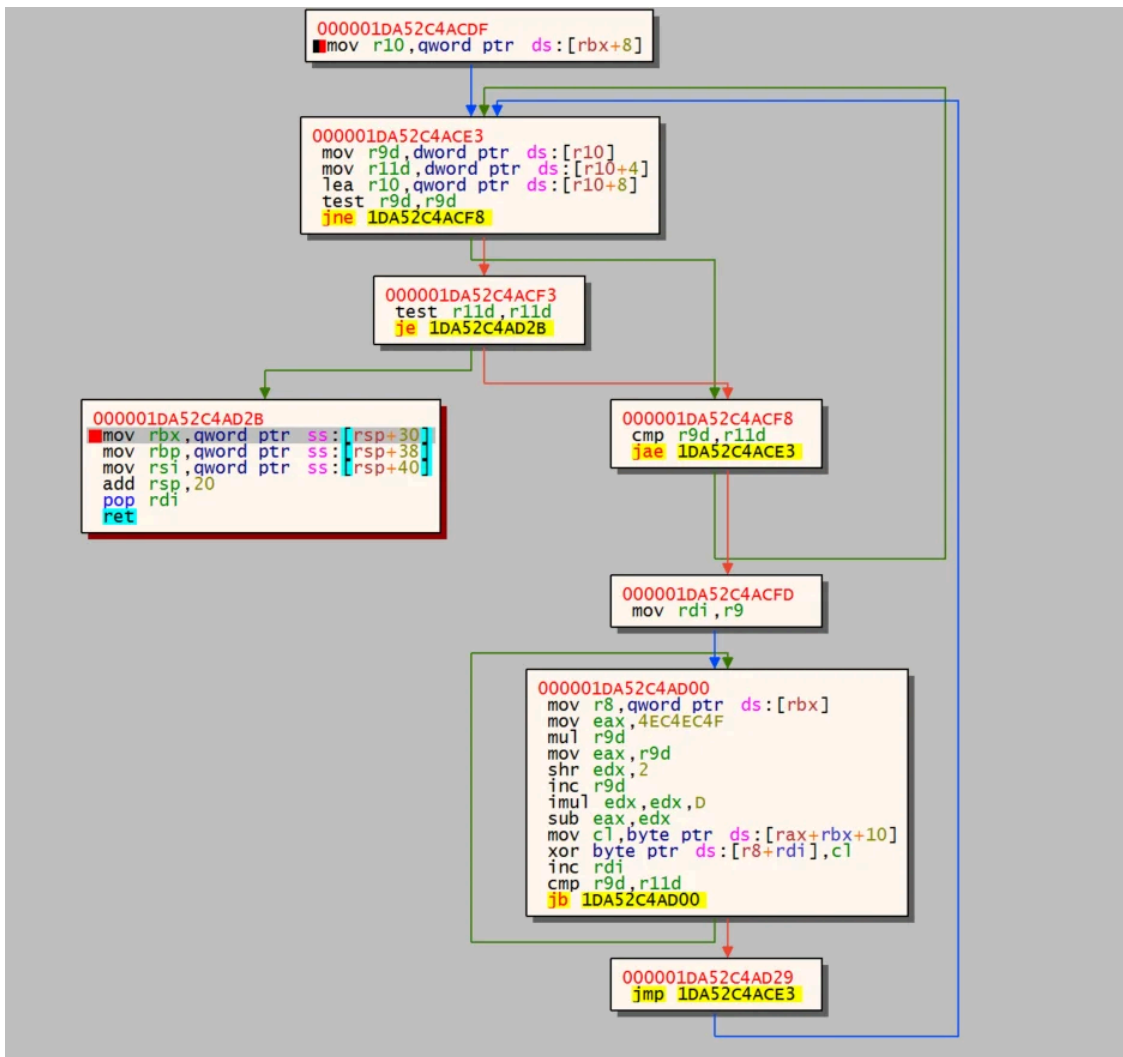 000001DA52C4ACDF
mov r10,qword ptr ds:[rbx+8]
000001DA52C4ACE3
mov r9d,dword ptr ds:[r10]
mov r11d,dword ptr ds:[r10+4]
lea r10,qword ptr ds:[r10+8]
test r9d,r9d
jne 1DA52C4ACF8
000001DA52C4ACF3
test r11d,r11d
je 1DA52C4AD2B
000001DA52C4AD2B
mov rbx,qword ptr ss:[rsp+30]
mov rbp,qword ptr ss:[rsp+38]
mov rsi,qword ptr ss:[rsp+40]
add rsp,20
pop rdi
ret
000001DA52C4ACF8
cmp r9d,r11d
jae 1DA52C4ACE3
000001DA52C4ACFD
mov rdi,r9
000001DA52C4AD00
mov r8,qword ptr ds:[rbx]
mov eax,4EC4EC4F
mul r9d
mov eax,r9d
shr edx,2
inc r9d
imul edx,edx,D
sub eax,edx
mov cl,byte ptr ds:[rax+rbx+10]
xor byte ptr ds:[r8+rdi],cl
inc rdi
cmp r9d,r11d
jb 1DA52C4AD00
000001DA52C4AD29
jmp 1DA52C4ACE3